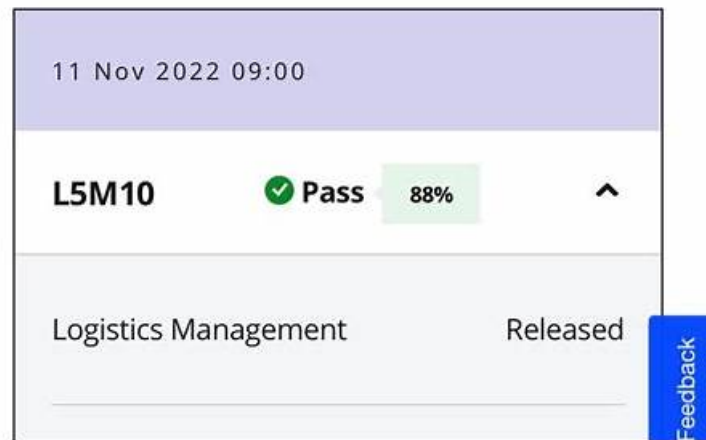 11 Nov 2022 09:00
L5M10 Pass 88%
Logistics Management Released
Feedback